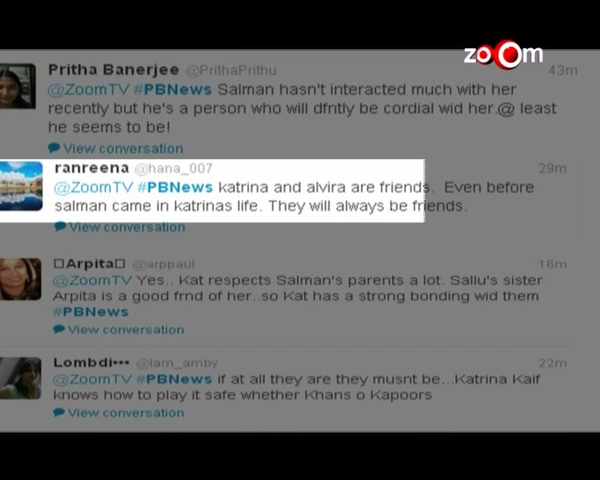 zoom
Pritha Banerjee @PrithaPrithu 43m
@ZoomTV #PBNews Salman hasn't interacted much with her
recently but he's a person who will dfntly be cordial wid her.@ least
he seems to be!
View conversation
ranreena @hana_007 29m
@ZoomTV #PBNews katrina and alvira are friends. Even before
salman came in katrinas life. They will always be friends.
View conversation
Arpita @arppaul 16m
@ZoomTV #PBNews Yes.. Kat respects Salman's parents a lot. Sallu's sister
Arpita is a good frnd of her..so Kat has a strong bonding wid them
#PBNews
View conversation
Lombdi••• @Iam_amby 22m
@ZoomTV #PBNews if at all they are they musnt be...Katrina Kaif
knows how to play it safe whether Khans o Kapoors
View conversation